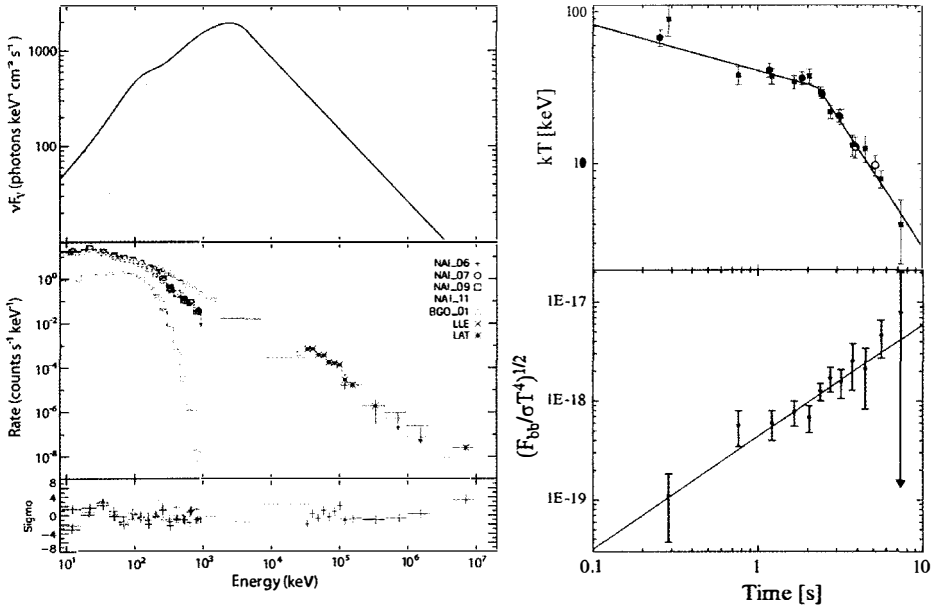 νFν (photons keV⁻¹ cm⁻² s⁻¹)
1000
100
Rate (counts s⁻¹ keV⁻¹)
10⁰
10⁻²
10⁻⁴
10⁻⁶
10⁻⁸
NAI_06 +
NAI_07 o
NAI_09 □
NAI_11
BGO_01
LLE ×
LAT *
Sigma
8
4
0
-4
-8
10¹ 10² 10³ 10⁴ 10⁵ 10⁶ 10⁷
Energy (keV)
kT [keV]
100
10
(F_bb/σT⁴)^1/2
1E-17
1E-18
1E-19
0.1 1 10
Time [s]